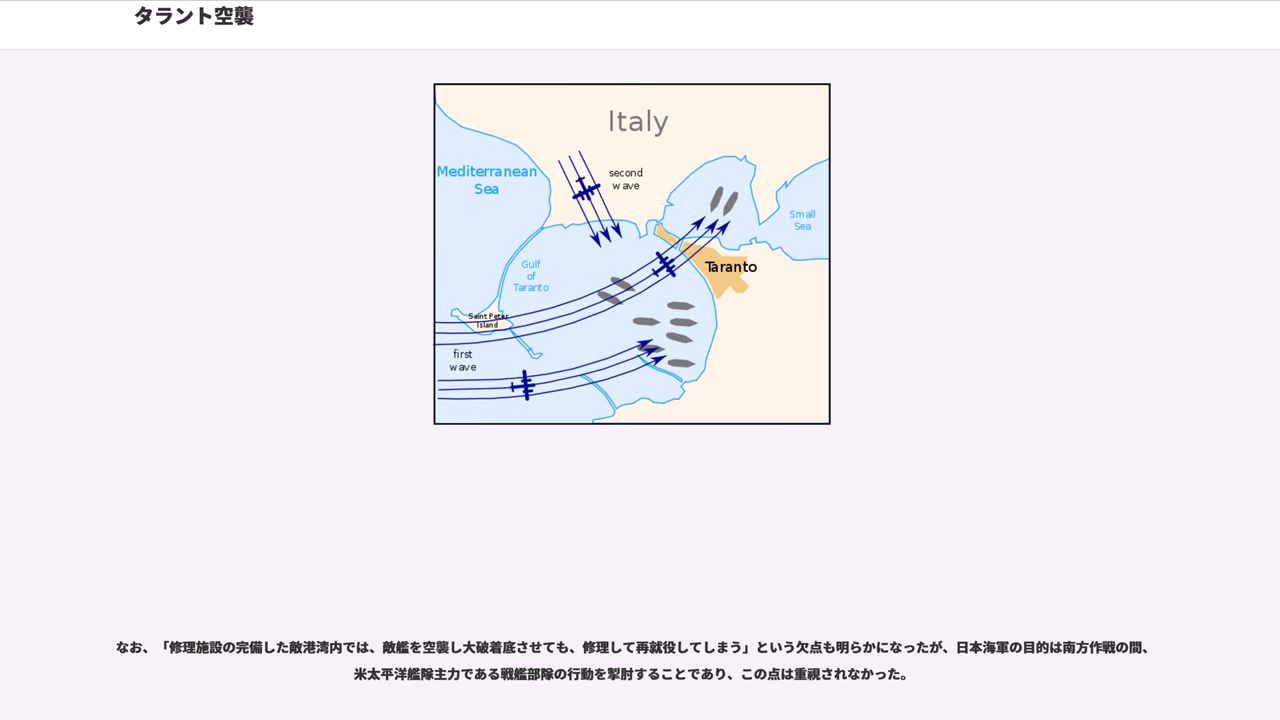 タラント空襲
Italy
Mediterranean
Sea
second
wave
Small
Sea
Gulf
of
Taranto
Taranto
Saint Peter
Island
first
wave
なお、「修理施設の完備した敵港湾内では、敵艦を空襲し大破着底させても、修理して再就役してしまう」という欠点も明らかになったが、日本海軍の目的は南方作戦の間、
米太平洋艦隊主力である戦艦部隊の行動を掣肘することであり、この点は重視されなかった。